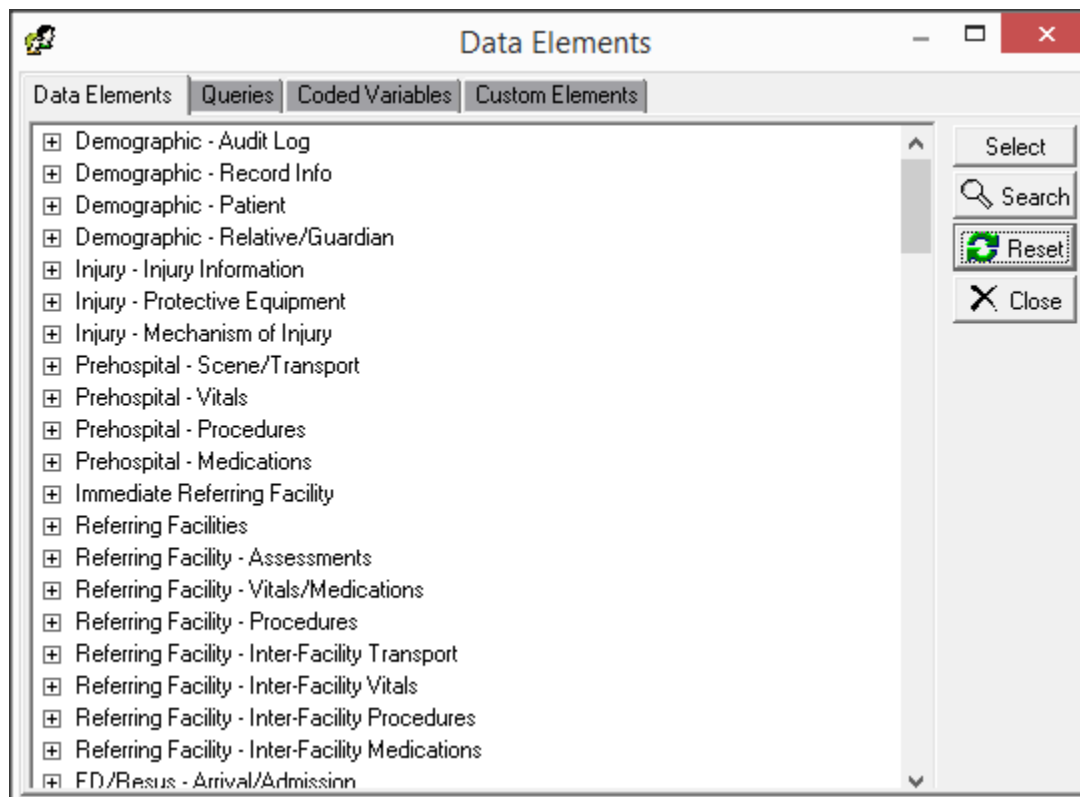 Data Elements
Data Elements Queries Coded Variables Custom Elements
Demographic - Audit Log
Demographic - Record Info
Demographic - Patient
Demographic - Relative/Guardian
Injury - Injury Information
Injury - Protective Equipment
Injury - Mechanism of Injury
Prehospital - Scene/Transport
Prehospital - Vitals
Prehospital - Procedures
Prehospital - Medications
Immediate Referring Facility
Referring Facilities
Referring Facility - Assessments
Referring Facility - Vitals/Medications
Referring Facility - Procedures
Referring Facility - Inter-Facility Transport
Referring Facility - Inter-Facility Vitals
Referring Facility - Inter-Facility Procedures
Referring Facility - Inter-Facility Medications
ED/Resus - Arrival/Admission
Select
Search
Reset
Close